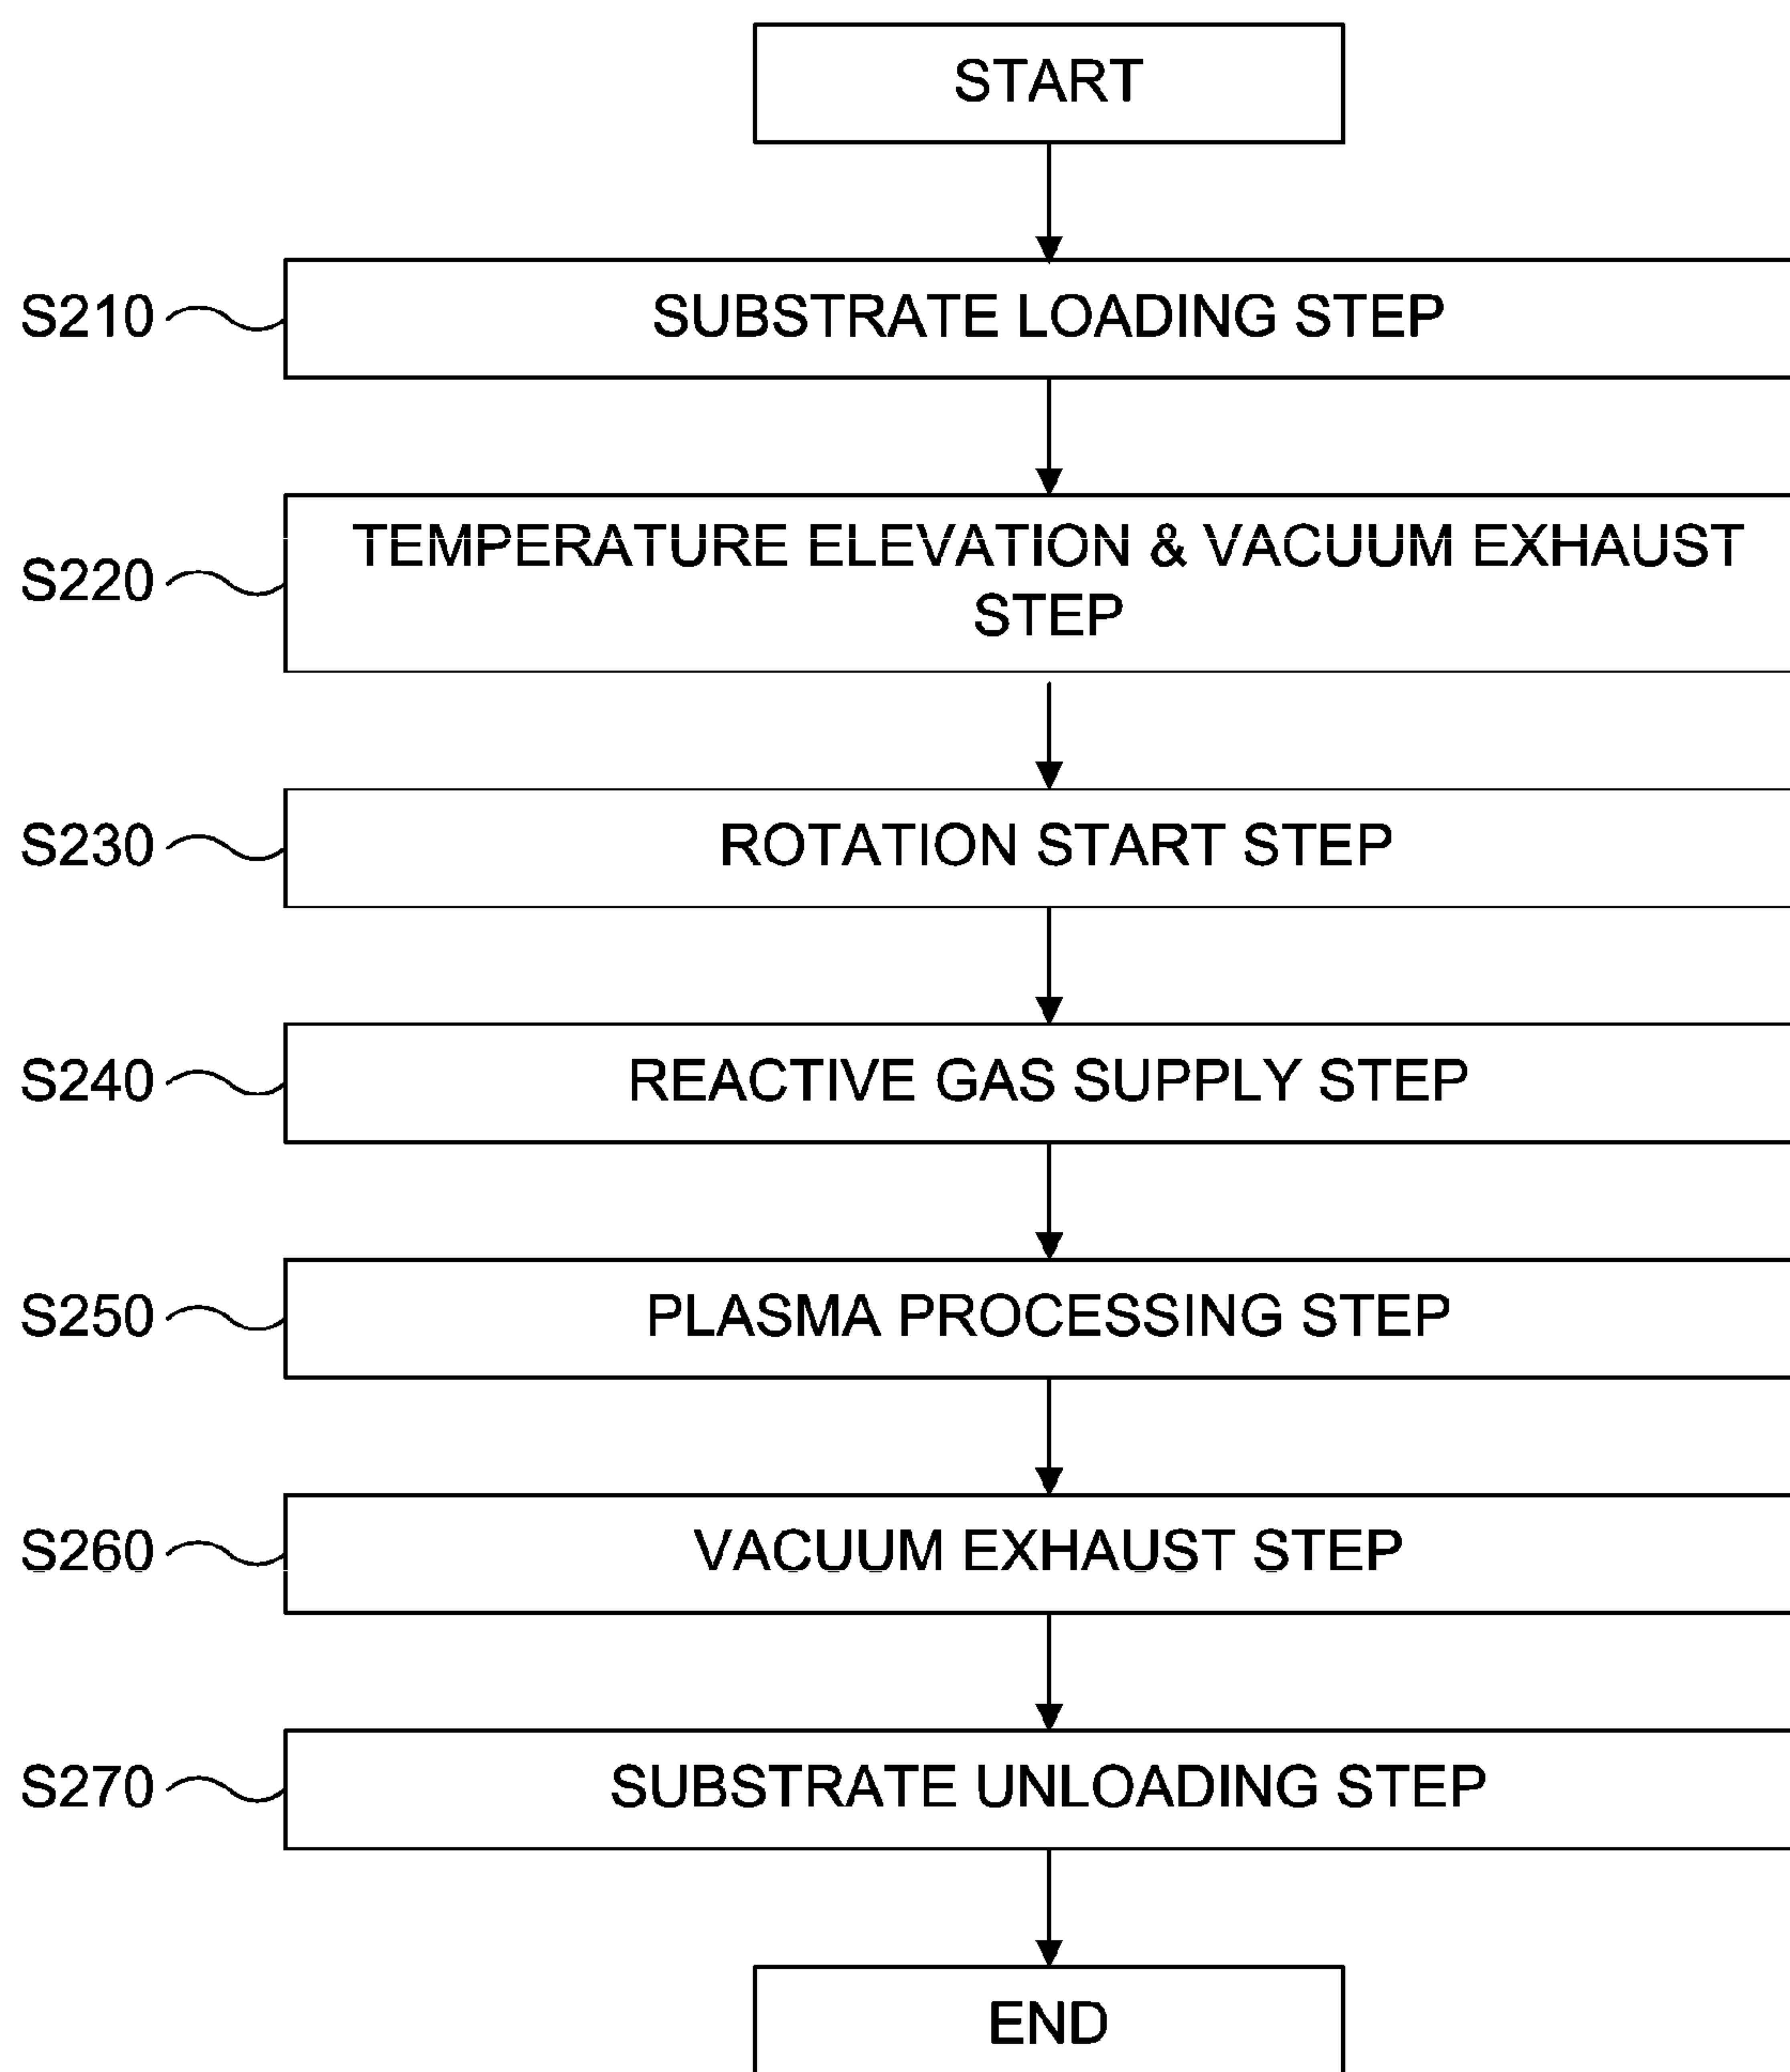 START
S210
SUBSTRATE LOADING STEP
S220
TEMPERATURE ELEVATION & VACUUM EXHAUST
STEP
S230
ROTATION START STEP
S240
REACTIVE GAS SUPPLY STEP
S250
PLASMA PROCESSING STEP
S260
VACUUM EXHAUST STEP
S270
SUBSTRATE UNLOADING STEP
END